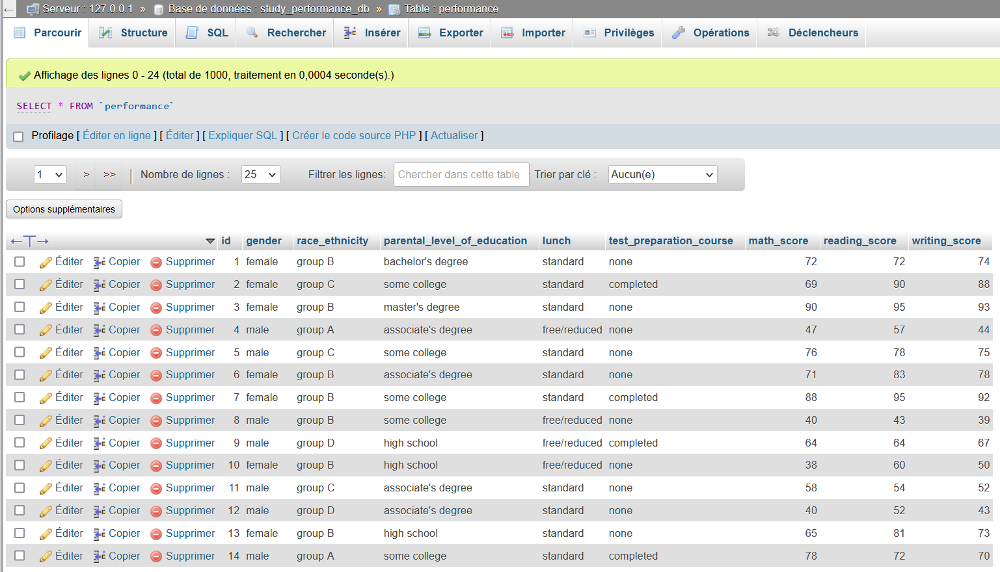 ← Serveur : 127.0.0.1 » Base de données : study_performance_db » Table : performance
Parcourir Structure SQL Rechercher Insérer Exporter Importer Privilèges Opérations Déclencheurs
Affichage des lignes 0 - 24 (total de 1000, traitement en 0,0004 seconde(s).)
SELECT * FROM `performance`
Profilage [ Éditer en ligne ] [ Éditer ] [ Expliquer SQL ] [ Créer le code source PHP ] [ Actualiser ]
1 > >> | Nombre de lignes : 25 Filtrer les lignes: Chercher dans cette table Trier par clé : Aucun(e)
Options supplémentaires
←T→ id gender race_ethnicity parental_level_of_education lunch test_preparation_course math_score reading_score writing_score
Éditer Copier Supprimer 1 female group B bachelor's degree standard none 72 72 74
Éditer Copier Supprimer 2 female group C some college standard completed 69 90 88
Éditer Copier Supprimer 3 female group B master's degree standard none 90 95 93
Éditer Copier Supprimer 4 male group A associate's degree free/reduced none 47 57 44
Éditer Copier Supprimer 5 male group C some college standard none 76 78 75
Éditer Copier Supprimer 6 female group B associate's degree standard none 71 83 78
Éditer Copier Supprimer 7 female group B some college standard completed 88 95 92
Éditer Copier Supprimer 8 male group B some college free/reduced none 40 43 39
Éditer Copier Supprimer 9 male group D high school free/reduced completed 64 64 67
Éditer Copier Supprimer 10 female group B high school free/reduced none 38 60 50
Éditer Copier Supprimer 11 male group C associate's degree standard none 58 54 52
Éditer Copier Supprimer 12 male group D associate's degree standard none 40 52 43
Éditer Copier Supprimer 13 female group B high school standard none 65 81 73
Éditer Copier Supprimer 14 male group A some college standard completed 78 72 70